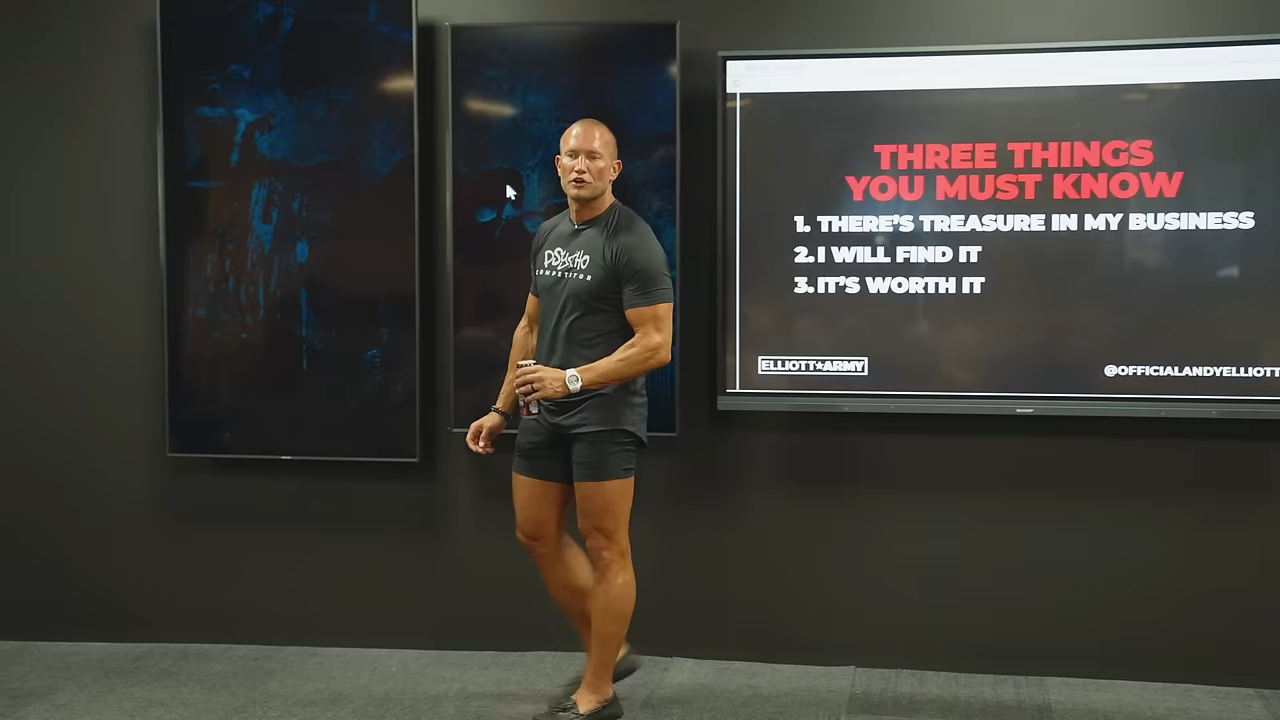 PSYCHO
COMPETITOR
THREE THINGS
YOU MUST KNOW
1. THERE'S TREASURE IN MY BUSINESS
2. I WILL FIND IT
3. IT'S WORTH IT
ELLIOTT★ARMY
@OFFICIALANDYELLIOTT
SHARP